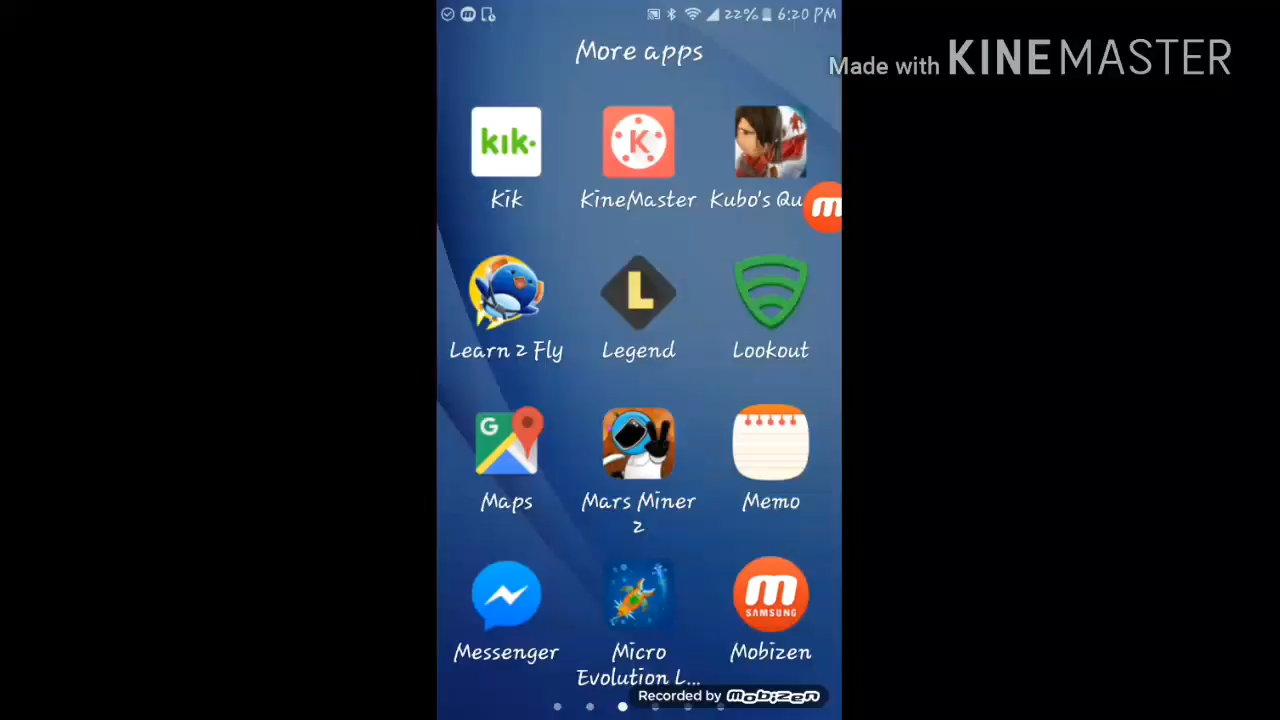 22% 6:20 PM
More apps
Made with KINEMASTER
kik.
K
Kik
KineMaster
Kubo's Qu
m
L
Learn 2 Fly
Legend
Lookout
G
Maps
Mars Miner
2
Memo
m
SAMSUNG
Messenger
Micro
Evolution L...
Mobizen
Recorded by mobizen